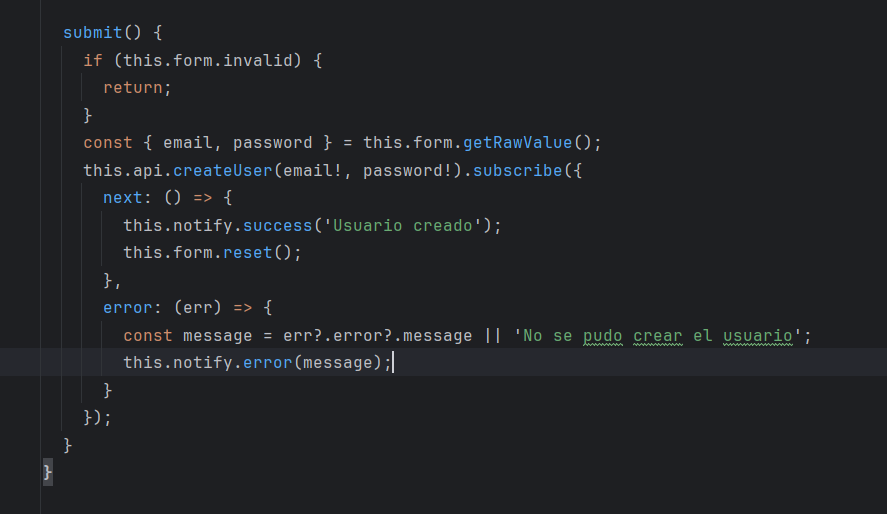 submit() {
if (this.form.invalid) {
return;
}
const { email, password } = this.form.getRawValue();
this.api.createUser(email!, password!).subscribe({
next: () => {
this.notify.success('Usuario creado');
this.form.reset();
},
error: (err) => {
const message = err?.error?.message || 'No se pudo crear el usuario';
this.notify.error(message);
}
});
}
}